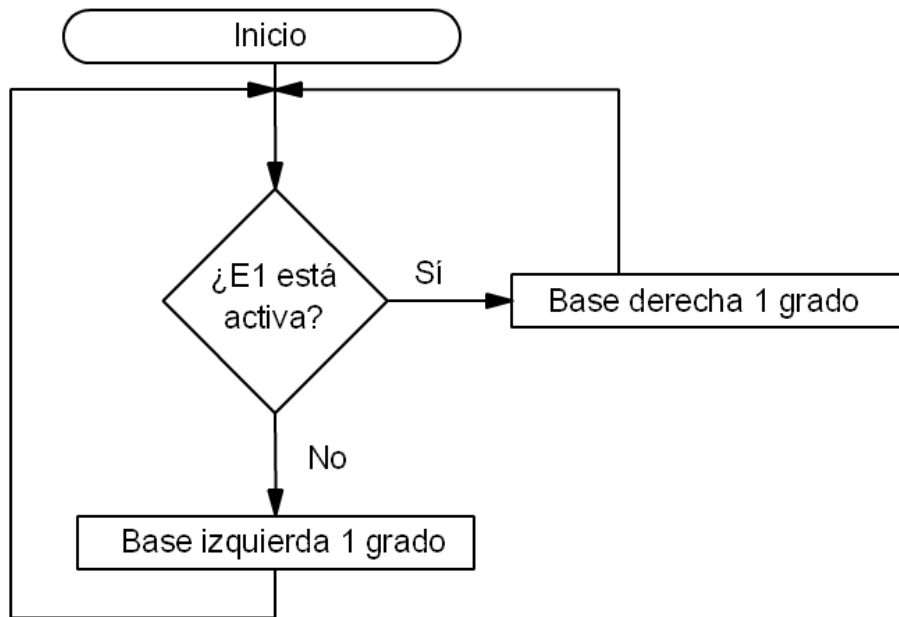 Inicio
¿E1 está
activa?
Sí
Base derecha 1 grado
No
Base izquierda 1 grado